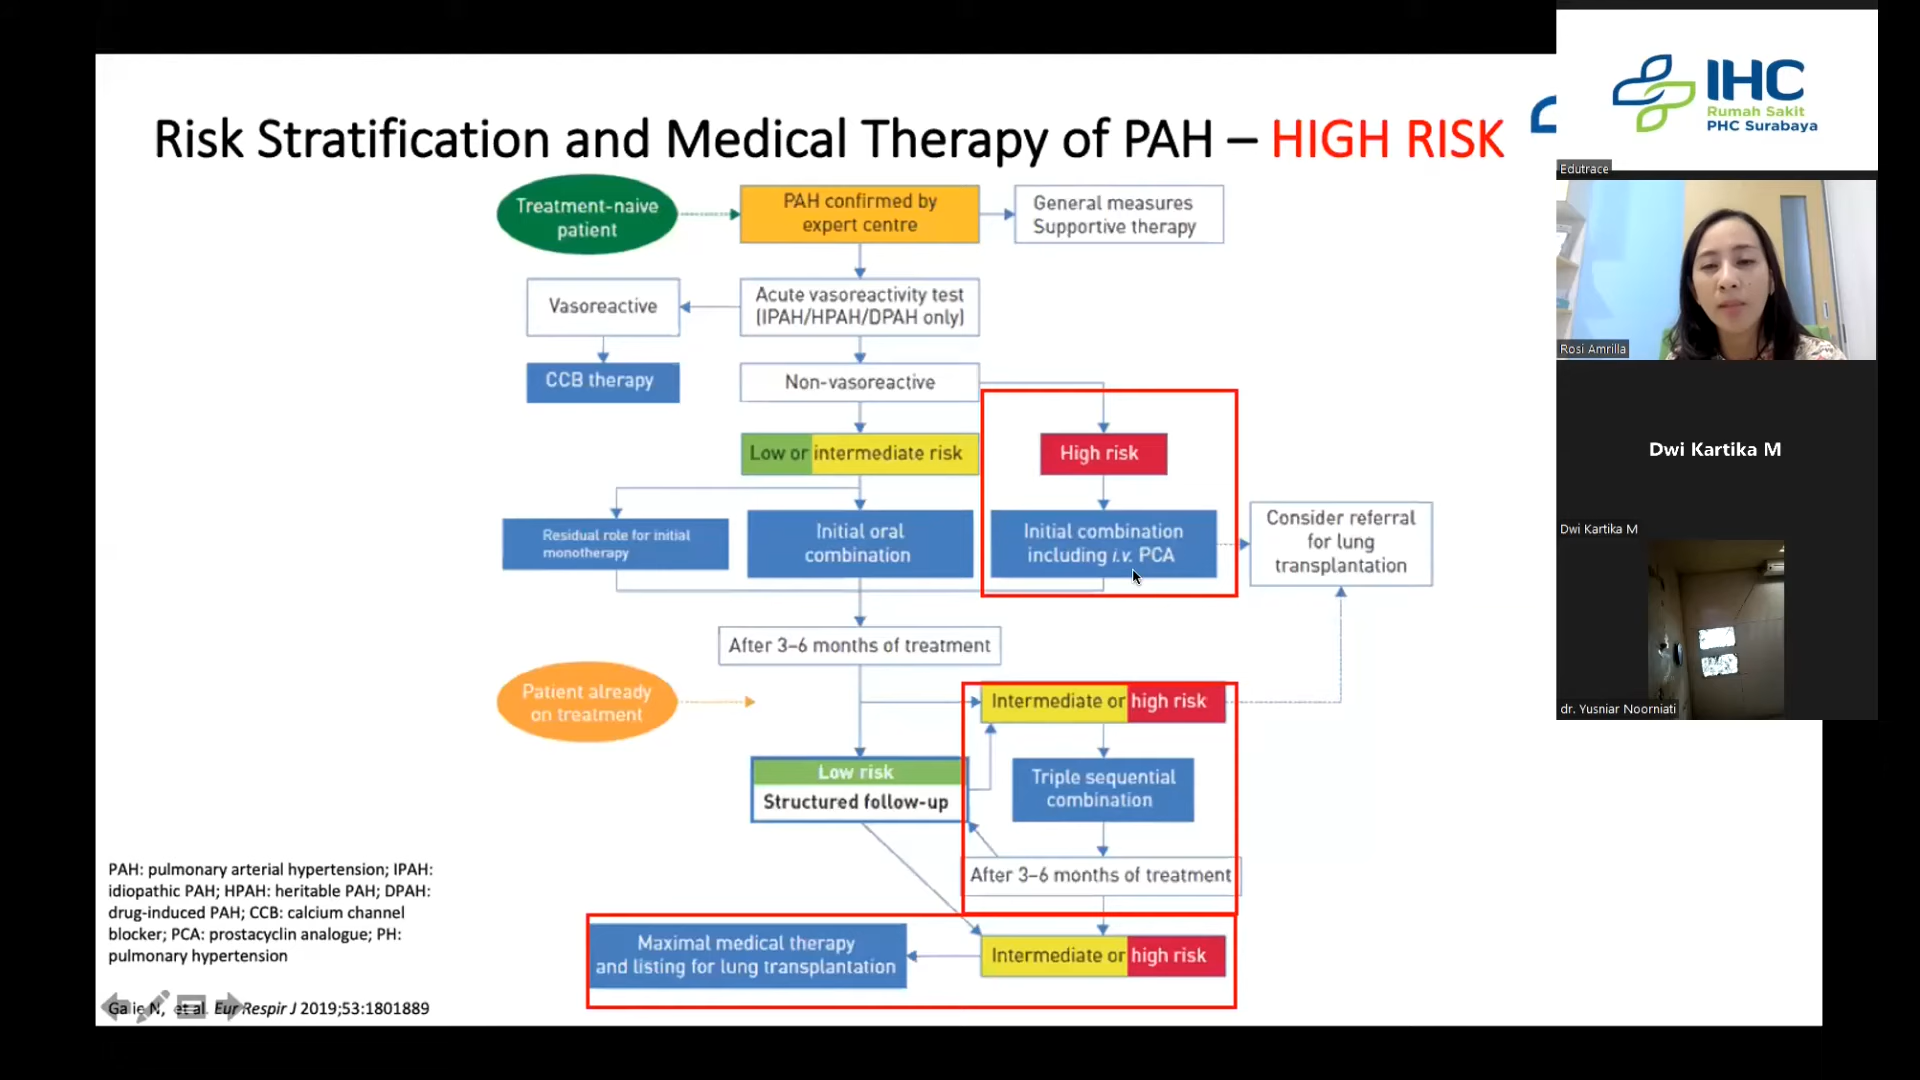 Risk Stratification and Medical Therapy of PAH – HIGH RISK
Treatment-naive
patient
PAH confirmed by
expert centre
General measures
Supportive therapy
Vasoreactive
Acute vasoreactivity test
(IPAH/HPAH/DPAH only)
CCB therapy
Non-vasoreactive
Low or intermediate risk
High risk
Residual role for initial
monotherapy
Initial oral
combination
Initial combination
including i.v. PCA
Consider referral
for lung
transplantation
After 3–6 months of treatment
Patient already
on treatment
Intermediate or high risk
Low risk
Structured follow-up
Triple sequential
combination
After 3–6 months of treatment
Maximal medical therapy
and listing for lung transplantation
Intermediate or high risk
PAH: pulmonary arterial hypertension; IPAH:
idiopathic PAH; HPAH: heritable PAH; DPAH:
drug-induced PAH; CCB: calcium channel
blocker; PCA: prostacyclin analogue; PH:
pulmonary hypertension
Galie N, et al. Eur Respir J 2019;53:1801889
IHC
Rumah Sakit
PHC Surabaya
Edutrace
Rosi Amrilla
Dwi Kartika M
Dwi Kartika M
dr. Yusniar Noorniati